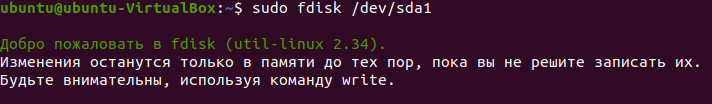 ubuntu@ubuntu-VirtualBox:~$ sudo fdisk /dev/sda1
Добро пожаловать в fdisk (util-linux 2.34).
Изменения останутся только в памяти до тех пор, пока вы не решите записать их.
Будьте внимательны, используя команду write.